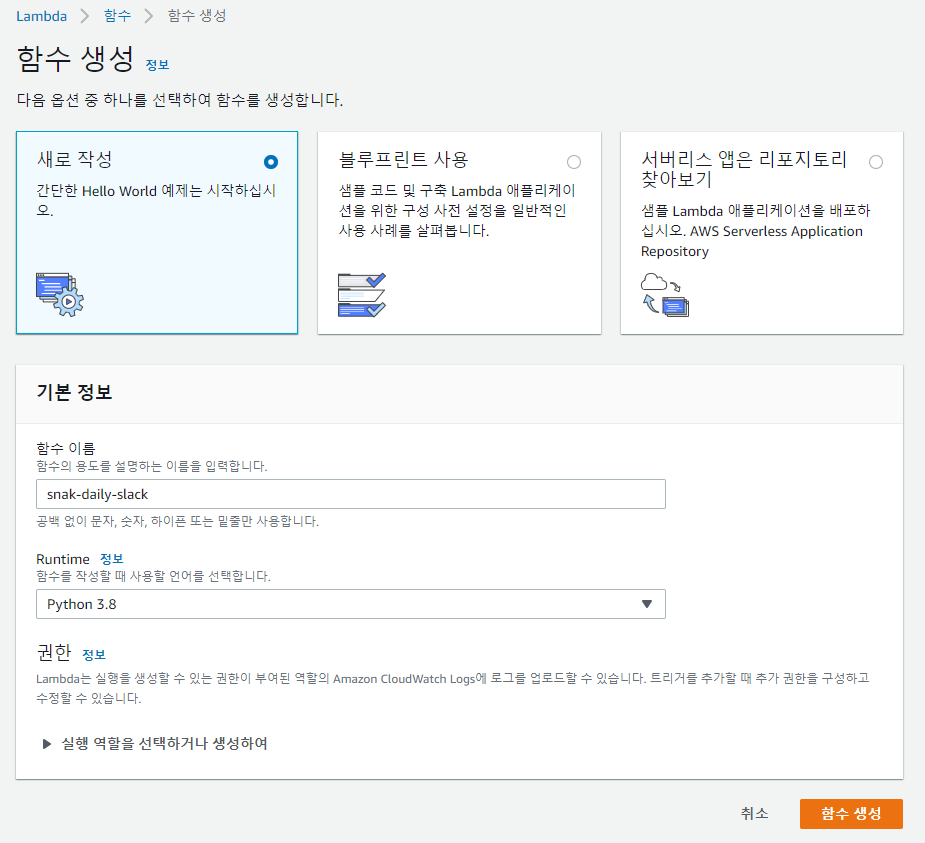 Lambda > 함수 > 함수 생성
함수 생성 정보
다음 옵션 중 하나를 선택하여 함수를 생성합니다.
새로 작성
간단한 Hello World 예제는 시작하십시
오.
블루프린트 사용
샘플 코드 및 구축 Lambda 애플리케이
션을 위한 구성 사전 설정을 일반적인
사용 사례를 살펴봅니다.
서버리스 앱은 리포지토리
찾아보기
샘플 Lambda 애플리케이션을 배포하
십시오. AWS Serverless Application
Repository
기본 정보
함수 이름
함수의 용도를 설명하는 이름을 입력합니다.
snak-daily-slack
공백 없이 문자, 숫자, 하이픈 또는 밑줄만 사용합니다.
Runtime 정보
함수를 작성할 때 사용할 언어를 선택합니다.
Python 3.8
권한 정보
Lambda는 실행을 생성할 수 있는 권한이 부여된 역할의 Amazon CloudWatch Logs에 로그를 업로드할 수 있습니다. 트리거를 추가할 때 추가 권한을 구성하고
수정할 수 있습니다.
실행 역할을 선택하거나 생성하여
취소
함수 생성